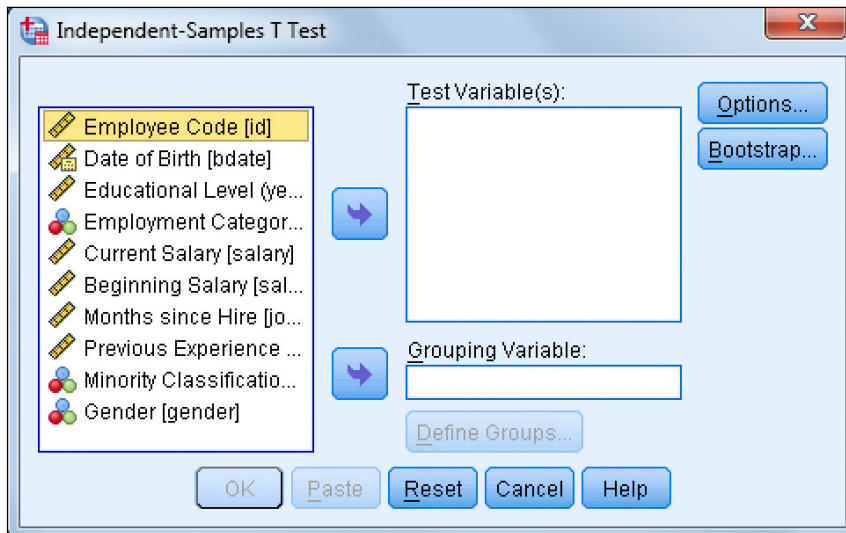 Independent-Samples T Test
Employee Code [id]
Date of Birth [bdate]
Educational Level (ye...
Employment Categor...
Current Salary [salary]
Beginning Salary [sal...
Months since Hire [jo...
Previous Experience ...
Minority Classificatio...
Gender [gender]
Test Variable(s):
Options...
Bootstrap...
Grouping Variable:
Define Groups...
OK Paste Reset Cancel Help